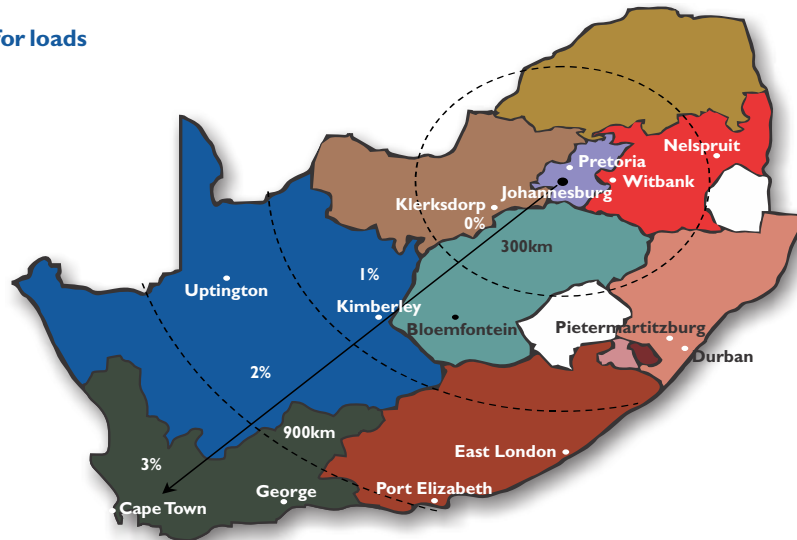 for loads
Nelspruit
Pretoria
Witbank
Johannesburg
Klerksdorp
0%
300km
1%
Uptington
Kimberley
Bloemfontein
Pietermartitzburg
Durban
2%
900km
3%
East London
George
Port Elizabeth
Cape Town